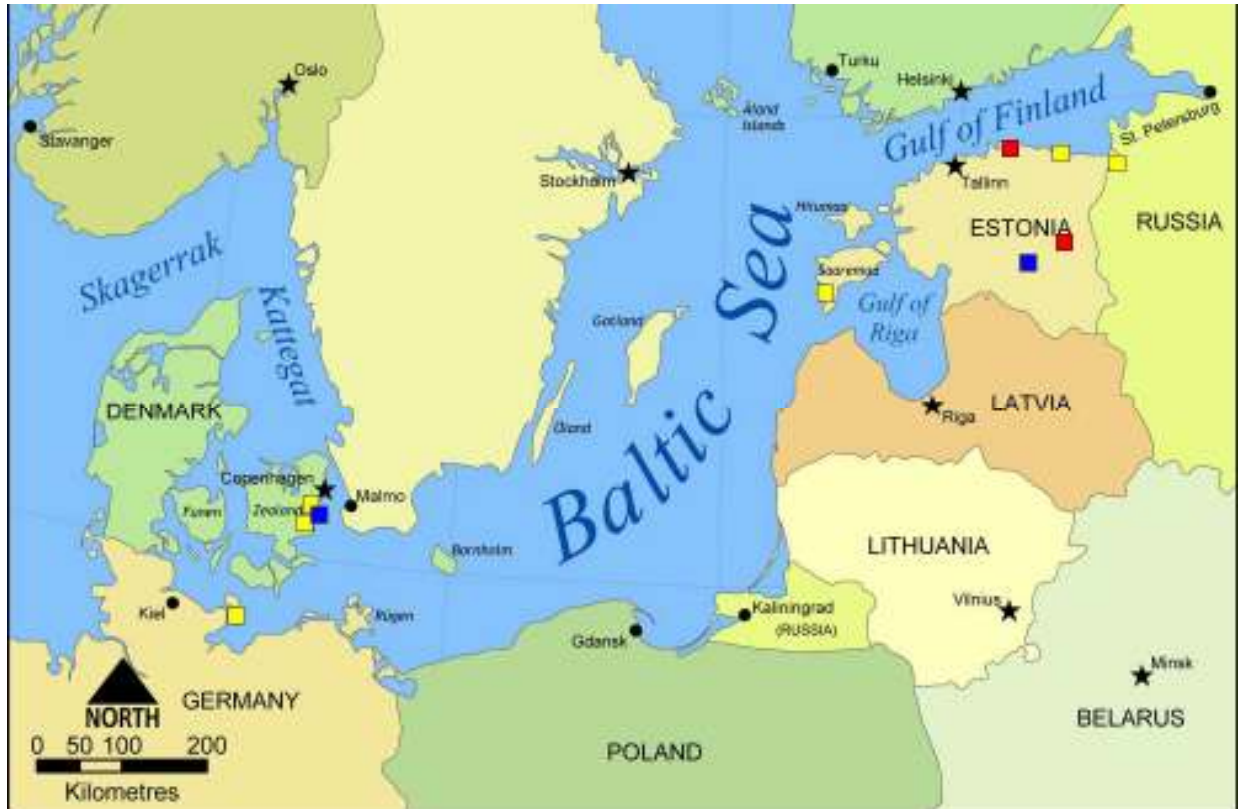 Oslo
Stavanger
Turku
Helsinki
Åland
Islands
Gulf of Finland
St. Petersburg
Stockholm
Tallinn
Hiiumaa
ESTONIA
RUSSIA
Skagerrak
Kattegat
Saaremaa
Gulf of
Riga
Gotland
Baltic Sea
DENMARK
Öland
Riga
LATVIA
Copenhagen
Malmo
Funen
Zealand
Bornholm
LITHUANIA
Kiel
Rügen
Kaliningrad
(RUSSIA)
Vilnius
Gdansk
Minsk
GERMANY
NORTH
BELARUS
POLAND
0 50 100 200
Kilometres